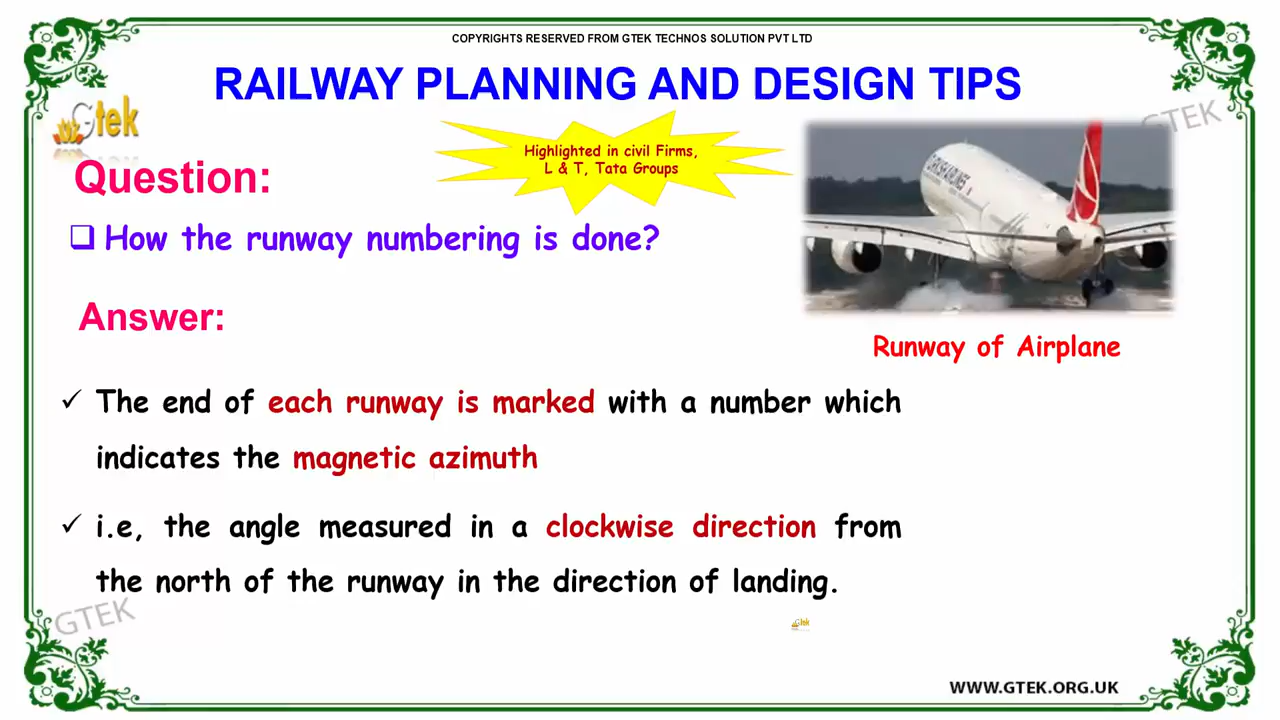 COPYRIGHTS RESERVED FROM GTEK TECHNOS SOLUTION PVT LTD
RAILWAY PLANNING AND DESIGN TIPS
Gtek
GTEK
Highlighted in civil Firms,
L & T, Tata Groups
TURKISH AIRLINES
Question:
❑ How the runway numbering is done?
Answer:
Runway of Airplane
✓ The end of each runway is marked with a number which
indicates the magnetic azimuth
✓ i.e, the angle measured in a clockwise direction from
the north of the runway in the direction of landing.
GTEK
Gtek
WWW.GTEK.ORG.UK